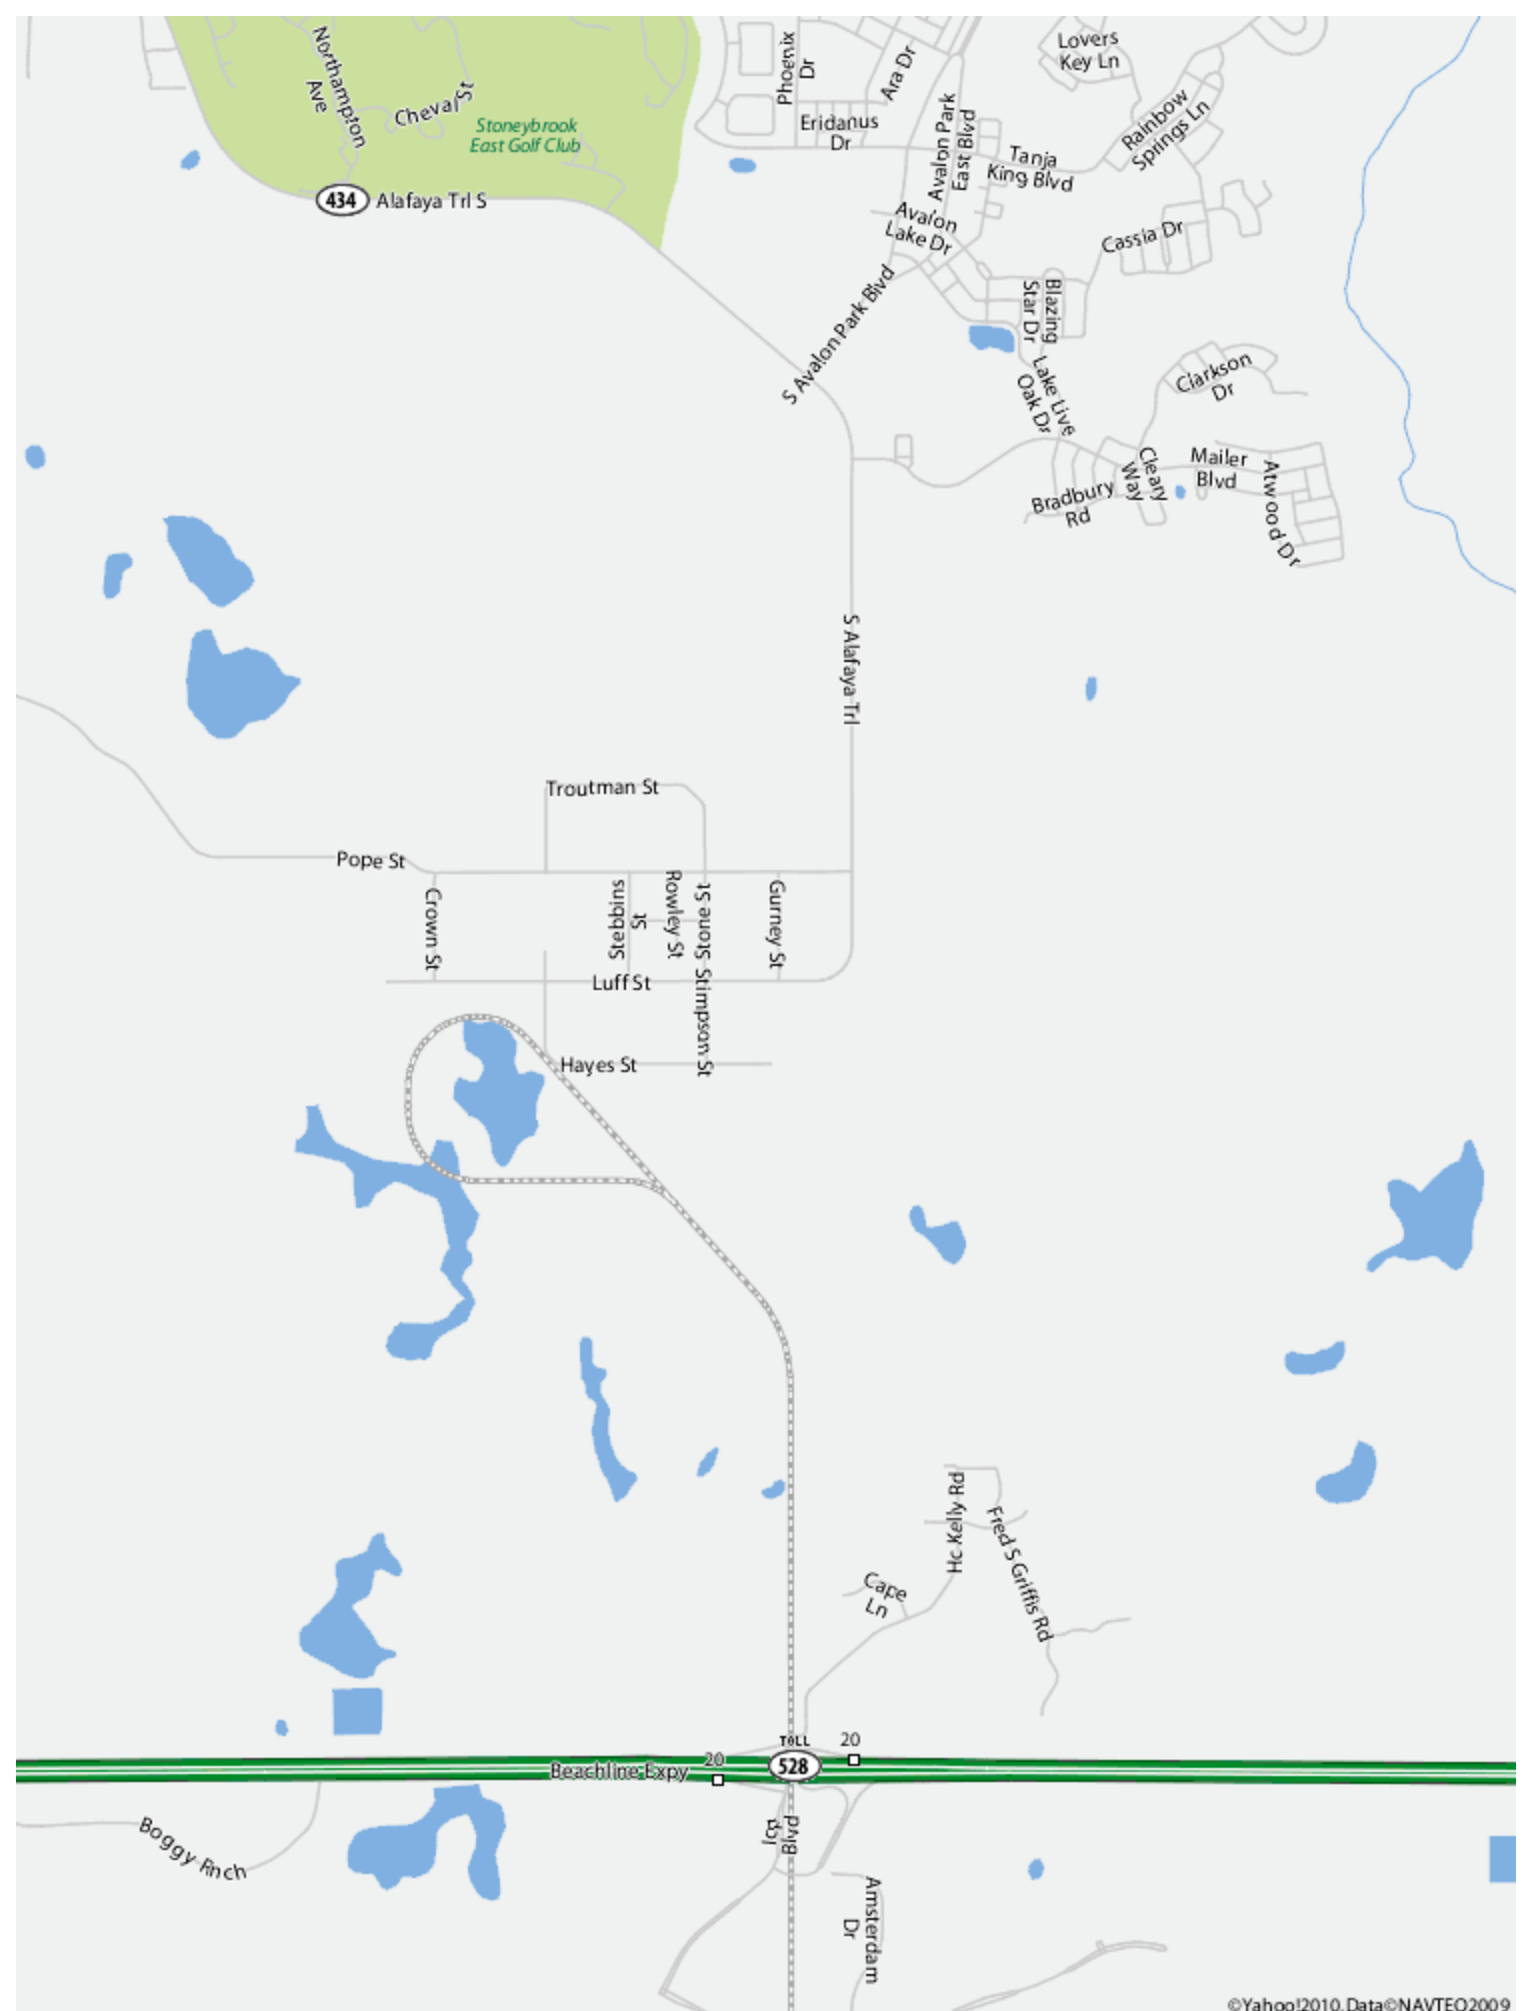 Northampton
Ave
Cheval St
Stoneybrook
East Golf Club
434
Alafaya Trl S
Phoenix
Dr
Ara Dr
Eridanus
Dr
Avalon Park
East Blvd
Lovers
Key Ln
Rainbow
Springs Ln
Tanja
King Blvd
Avalon
Lake Dr
Cassia Dr
S Avalon Park Blvd
Blazing
Star Dr
Lake Live
Oak Dr
Clarkson
Dr
Cleary
Way
Mailer
Blvd
Atwood Dr
Bradbury
Rd
S Alafaya Trl
Troutman St
Pope St
Crown St
Stebbins
St
Rowley St
Stone St
Gurney St
Luff St
Stimpson St
Hayes St
Hc Kelly Rd
Fred S Griffis Rd
Cape
Ln
TOLL
528
20
20
Beachline Expy
Boggy Rnch
Icp
Blvd
Amsterdam
Dr
©Yahoo!2010,Data©NAVTEQ2009